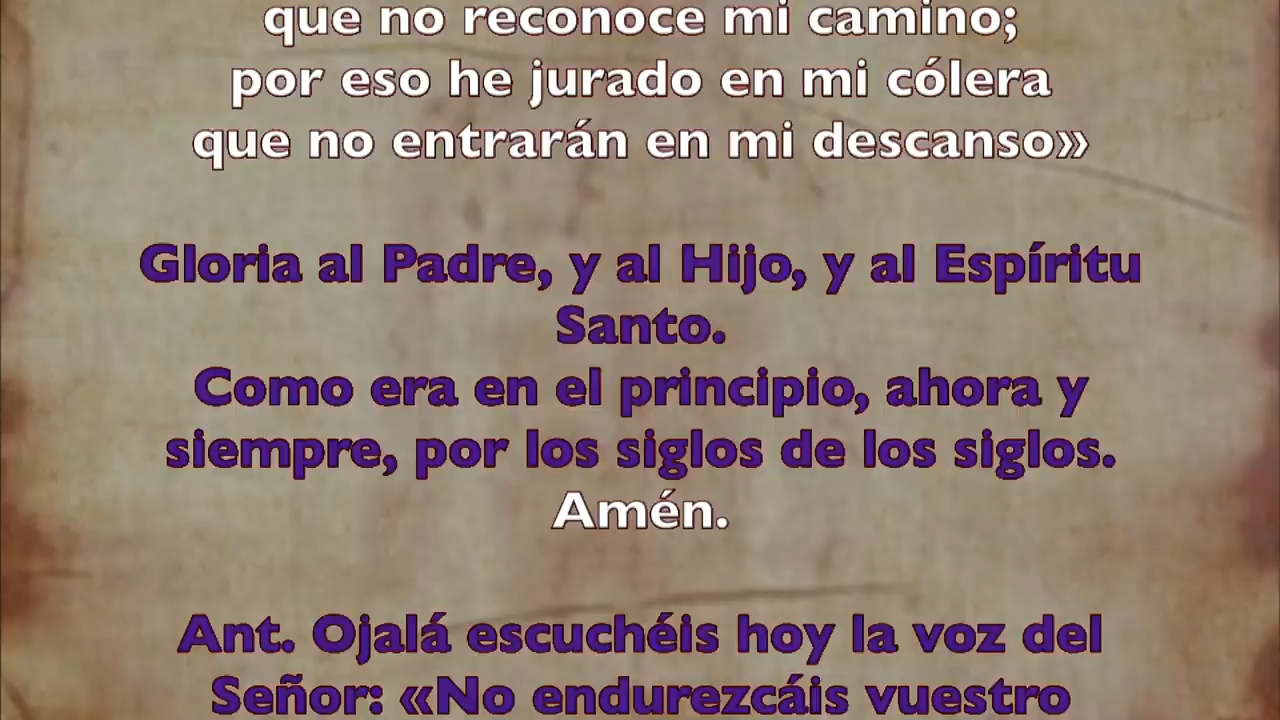 que no reconoce mi camino;
por eso he jurado en mi cólera
que no entrarán en mi descanso»
Gloria al Padre, y al Hijo, y al Espíritu
Santo.
Como era en el principio, ahora y
siempre, por los siglos de los siglos.
Amén.
Ant. Ojalá escuchéis hoy la voz del
Señor: «No endurezcáis vuestro